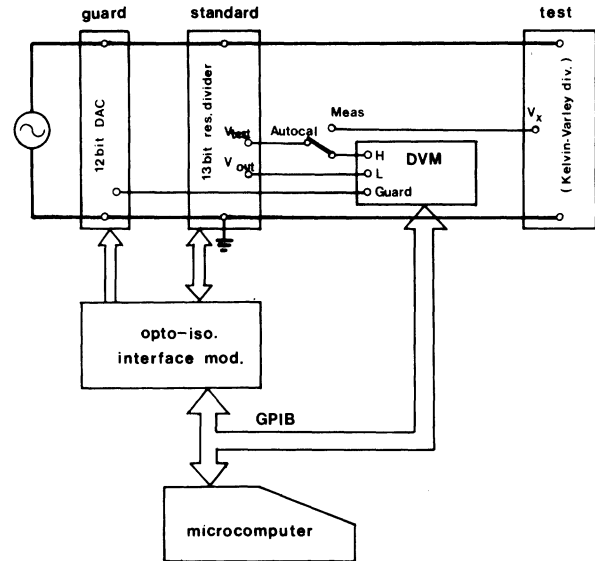 guard standard test
12bit DAC
13bit res. divider
(Kelvin-Varley div.)
Meas
V_test Autocal
V_x
H DVM
V_out L
Guard
opto-iso.
interface mod.
GPIB
microcomputer